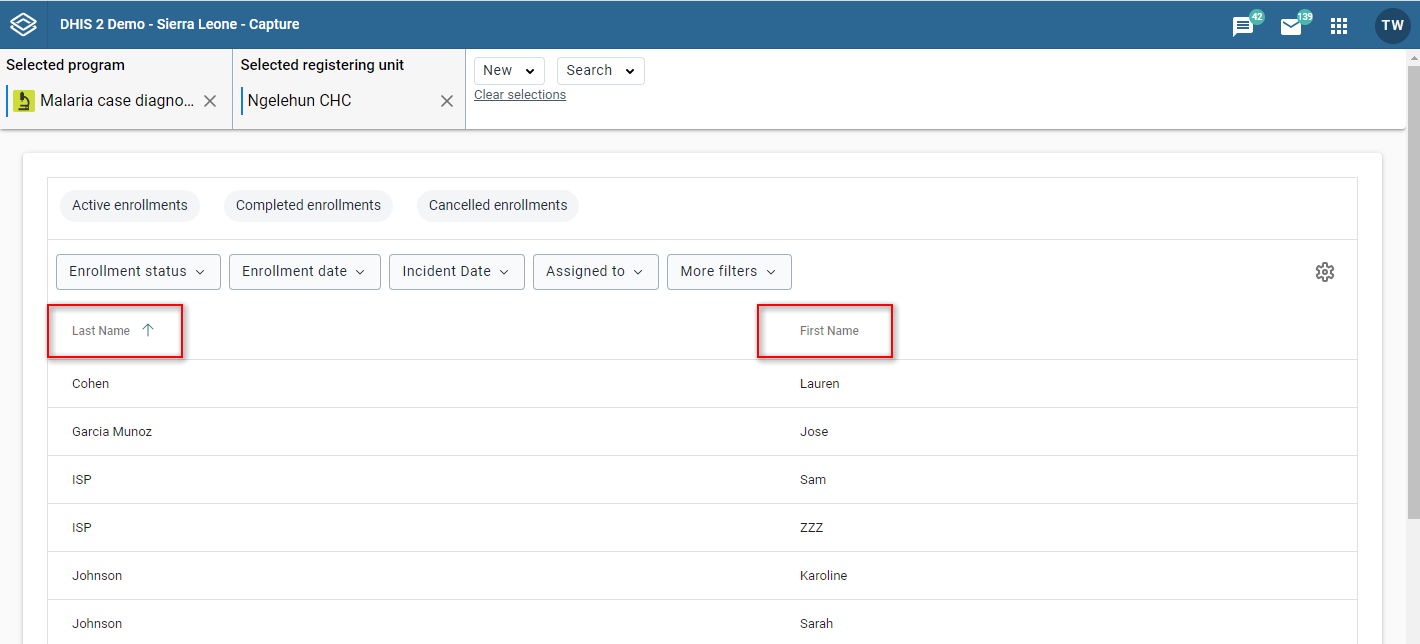 DHIS 2 Demo - Sierra Leone - Capture 42 139 TW
Selected program Selected registering unit New Search
Malaria case diagno... Ngelehun CHC Clear selections
Active enrollments Completed enrollments Cancelled enrollments
Enrollment status Enrollment date Incident Date Assigned to More filters
Last Name First Name
Cohen Lauren
Garcia Munoz Jose
ISP Sam
ISP ZZZ
Johnson Karoline
Johnson Sarah